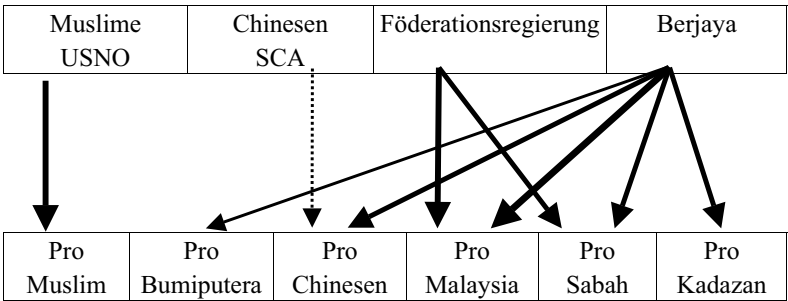 Muslime Chinesen Föderationsregierung Berjaya
USNO SCA
Pro Pro Pro Pro Pro Pro
Muslim Bumiputera Chinesen Malaysia Sabah Kadazan